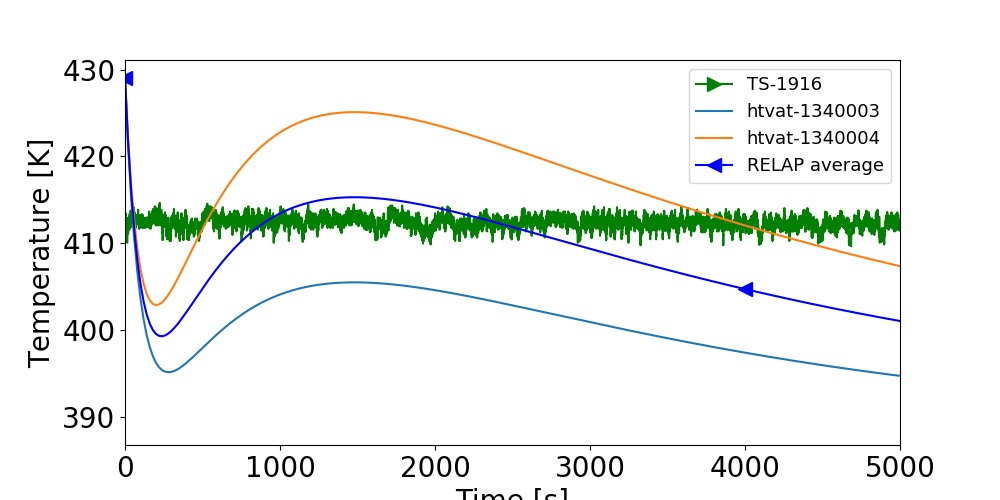 430
420
410
400
390
Temperature [K]
0 1000 2000 3000 4000 5000
Time [s]
TS-1916
htvat-1340003
htvat-1340004
RELAP average